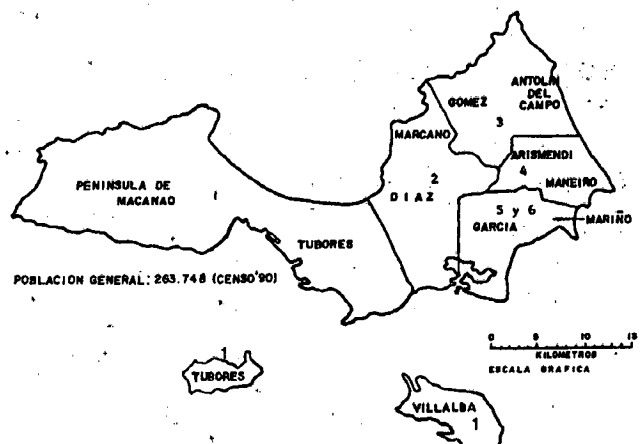 ANTOLIN
DEL
CAMPO
GOMEZ
3
MARCANO
ARISMENDI
4
2
PENINSULA DE
MACANAO
1
DIAZ
MANEIRO
5 y 6
GARCIA
MARIÑO
TUBORES
POBLACION GENERAL: 263.748 (CENSO'90)
0 5 10 15
KILOMETROS
ESCALA GRAFICA
1
TUBORES
VILLALBA
1